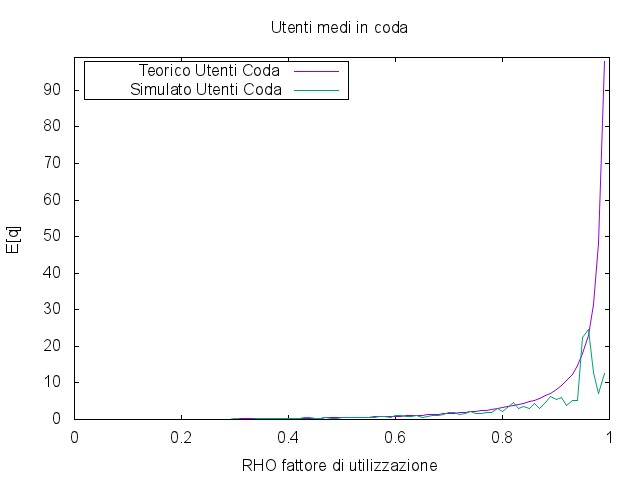 Utenti medi in coda
Teorico Utenti Coda
Simulato Utenti Coda
90
80
70
60
50
40
30
20
10
0
E[q]
0 0.2 0.4 0.6 0.8 1
RHO fattore di utilizzazione